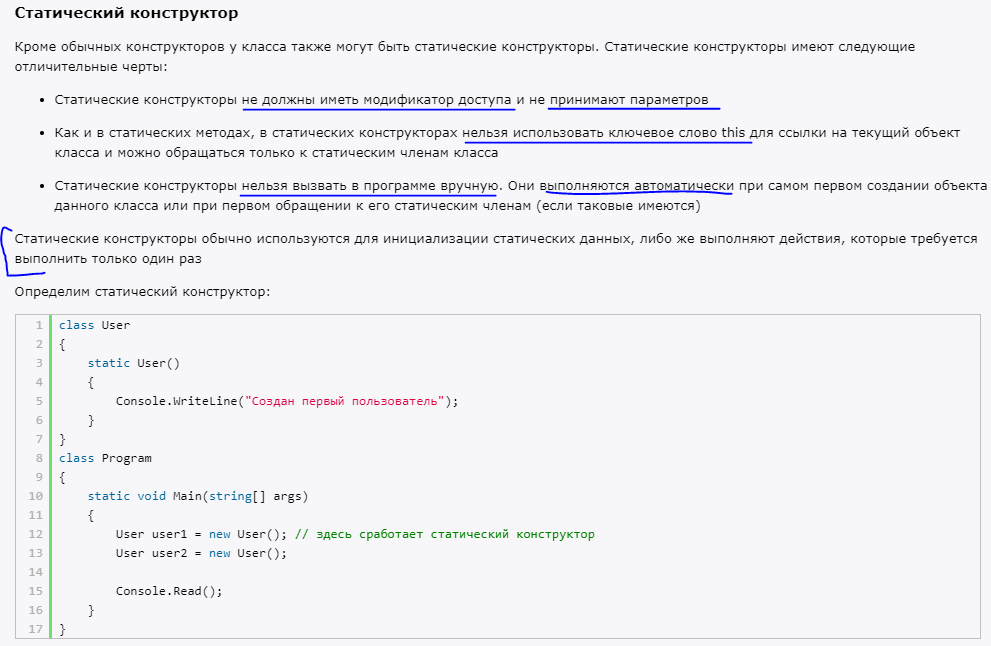 Статический конструктор
Кроме обычных конструкторов у класса также могут быть статические конструкторы. Статические конструкторы имеют следующие
отличительные черты:
• Статические конструкторы не должны иметь модификатор доступа и не принимают параметров
• Как и в статических методах, в статических конструкторах нельзя использовать ключевое слово this для ссылки на текущий объект
класса и можно обращаться только к статическим членам класса
• Статические конструкторы нельзя вызвать в программе вручную. Они выполняются автоматически при самом первом создании объекта
данного класса или при первом обращении к его статическим членам (если таковые имеются)
Статические конструкторы обычно используются для инициализации статических данных, либо же выполняют действия, которые требуется
выполнить только один раз
Определим статический конструктор:
1 class User
2 {
3     static User()
4     {
5         Console.WriteLine("Создан первый пользователь");
6     }
7 }
8 class Program
9 {
10     static void Main(string[] args)
11     {
12         User user1 = new User(); // здесь сработает статический конструктор
13         User user2 = new User();
14
15         Console.Read();
16     }
17 }